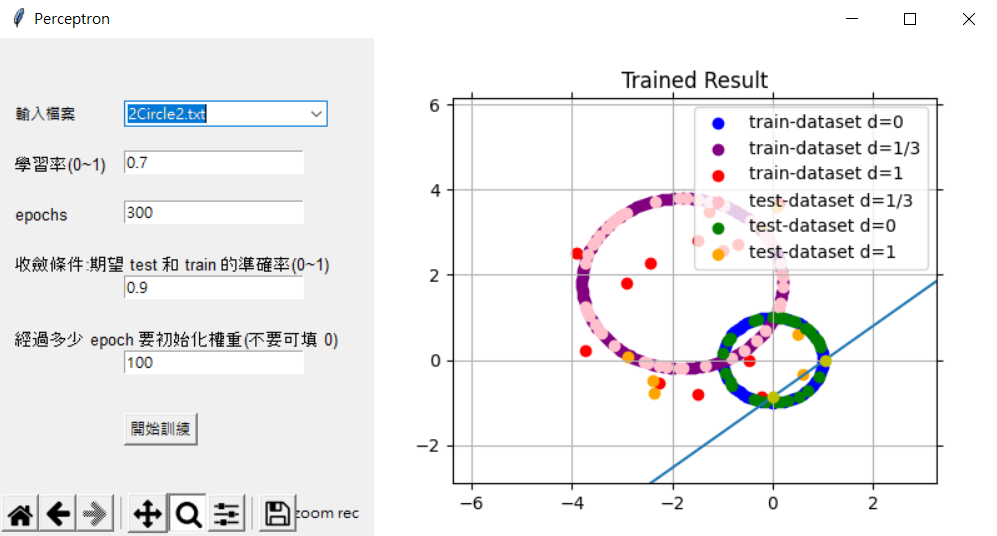 Perceptron
輸入檔案
2Circle2.txt
學習率(0~1)
0.7
epochs
300
收斂條件:期望 test 和 train 的準確率(0~1)
0.9
經過多少 epoch 要初始化權重(不要可填 0)
100
開始訓練
zoom rec
Trained Result
train-dataset d=0
train-dataset d=1/3
train-dataset d=1
test-dataset d=1/3
test-dataset d=0
test-dataset d=1
6
4
2
0
−2
−6
−4
−2
0
2